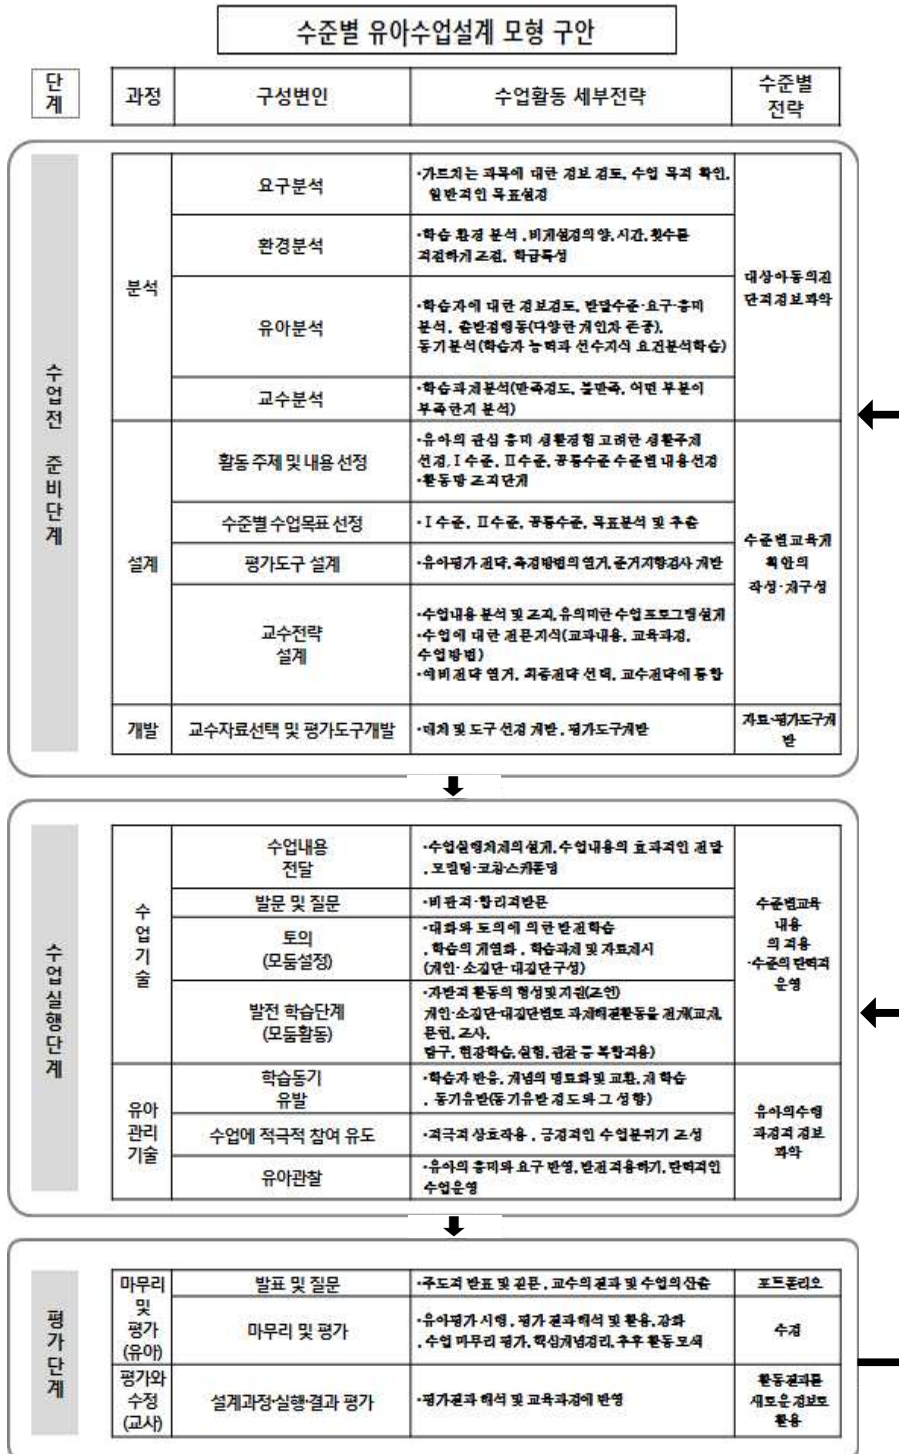 수준별 유아수업설계 모형 구안
단계
과정
구성변인
수업활동 세부전략
수준별
전략
수업전 준비단계
분석
요구분석
·가르치는 과목에 대한 정보 검토, 수업 목적 확인,
일반적인 목표설정
대상아동의진
단적정보파악
환경분석
·학습 환경 분석 ,비계설정의양,시간,횟수를
적절하게조절, 학급특성
유아분석
·학습자에 대한 정보검토, 발달수준·요구·흥미
분석, 출발점행동(다양한 개인차 존중),
동기분석(학습자 능력과 선수지식 요건분석학습)
교수분석
·학습과제분석(만족정도, 불만족, 어떤 부분이
부족한지 분석)
설계
활동 주제 및 내용 선정
·유아의 관심 흥미 생활경험 고려한 생활주제
선정,Ⅰ수준, Ⅱ수준, 공통수준 수준별 내용선정
·활동망 조직단계
수준별교육계
획안의
작성·재구성
수준별 수업목표 선정
·Ⅰ수준, Ⅱ수준, 공통수준, 목표분석 및 추출
평가도구 설계
·유아평가 전략, 측정방법의 열거,준거지향검사 개발
교수전략
설계
·수업내용 분석 및 조직,유의미한 수업프로그램설계
·수업에 대한 전문지식(교과내용, 교육과정,
수업방법)
·예비전략 열거, 최종전략 선택, 교수전략에 통합
개발
교수자료선택 및 평가도구개발
·매체 및 도구 선정 개발 , 평가도구개발
자료·평가도구개
발
수업실행단계
수업기술
수업내용
전달
·수업실행체제의설계,수업내용의 효과적인 전달
, 모델링·코칭·스캐폴딩
수준별교육
내용
의 적용
·수준의탄력적
운영
발문 및 질문
·비판적·합리적발문
토의
(모둠설정)
·대화와 토의에 의한 발전학습
, 학습의 계열화 , 학습과제 및 자료제시
(개인·소집단·대집단구성)
발전 학습단계
(모둠활동)
·자발적 활동의 형성및지원(조언)
개인·소집단·대집단별로 과제해결활동을 전개(교재,
문헌, 조사,
탐구, 현장학습,실험, 관찰 등 복합적용)
유아
관리
기술
학습동기
유발
·학습자 반응, 개념의 명료화 및 교환, 재 학습
, 동기유발(동기유발 정도와 그 성향)
유아의수행
과정적 정보
파악
수업에 적극적 참여 유도
·적극적 상호작용 , 긍정적인 수업분위기 조성
유아관찰
·유아의 흥미와 요구 반영,발전적용하기, 탄력적인
수업운영
평가단계
마무리
및
평가
(유아)
발표 및 질문
·주도적 발표 및 질문 , 교수의결과 및 수업의산출
포트폴리오
마무리 및 평가
·유아평가 시행 , 평가 결과해석 및 활용, 강화
, 수업 마무리 평가, 핵심개념정리, 추후 활동 모색
수정
평가와
수정
(교사)
설계과정·실행·결과 평가
·평가결과 해석 및 교육과정에 반영
활동결과를
새로운 정보로
활용